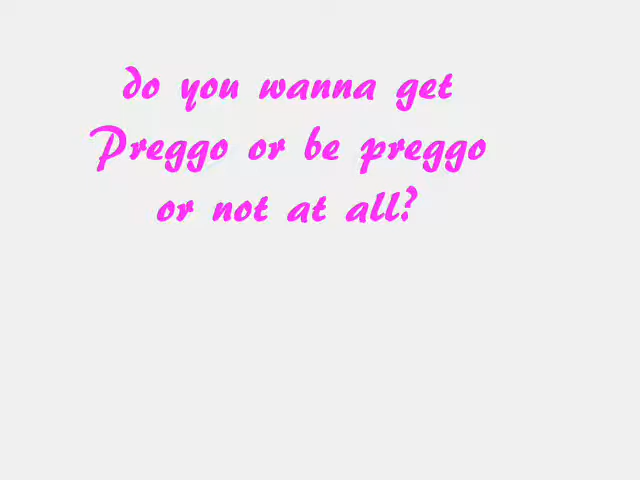 do you wanna get
Preggo or be preggo
or not at all?